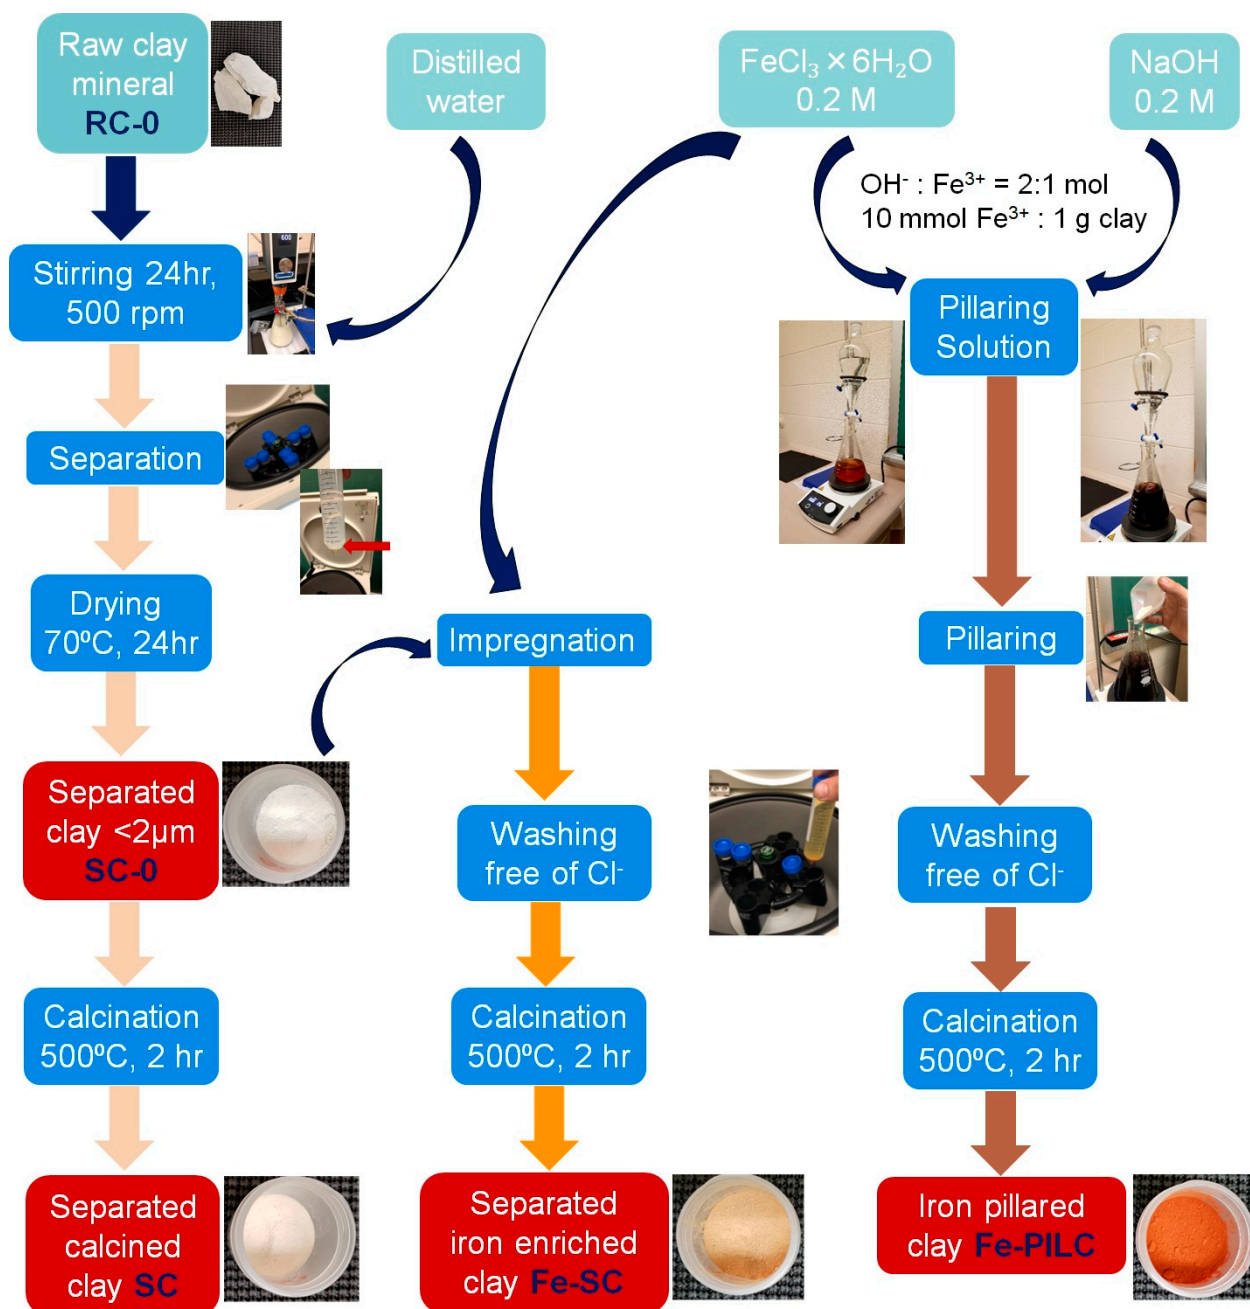 Raw clay
mineral
RC-0
Distilled
water
FeCl₃ × 6H₂O
0.2 M
NaOH
0.2 M
OH⁻ : Fe³⁺ = 2:1 mol
10 mmol Fe³⁺ : 1 g clay
Stirring 24hr,
500 rpm
600
Pillaring
Solution
Separation
Drying
70ºC, 24hr
Impregnation
Pillaring
Separated
clay <2µm
SC-0
Washing
free of Cl⁻
Washing
free of Cl⁻
Calcination
500ºC, 2 hr
Calcination
500ºC, 2 hr
Calcination
500ºC, 2 hr
Separated
calcined
clay SC
Separated
iron enriched
clay Fe-SC
Iron pillared
clay Fe-PILC